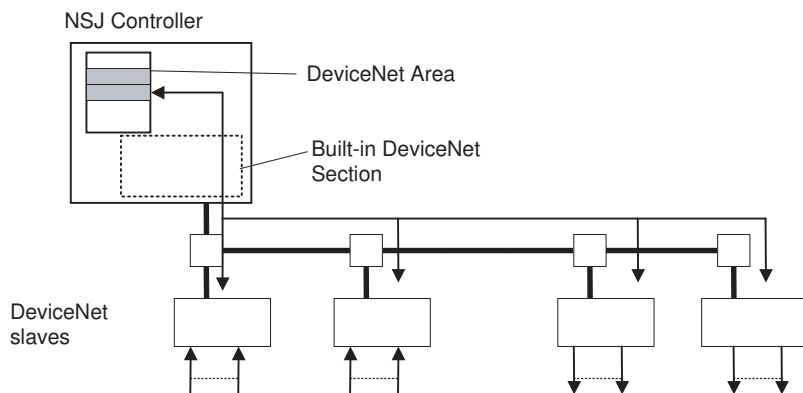 NSJ Controller
DeviceNet Area
Built-in DeviceNet
Section
DeviceNet
slaves